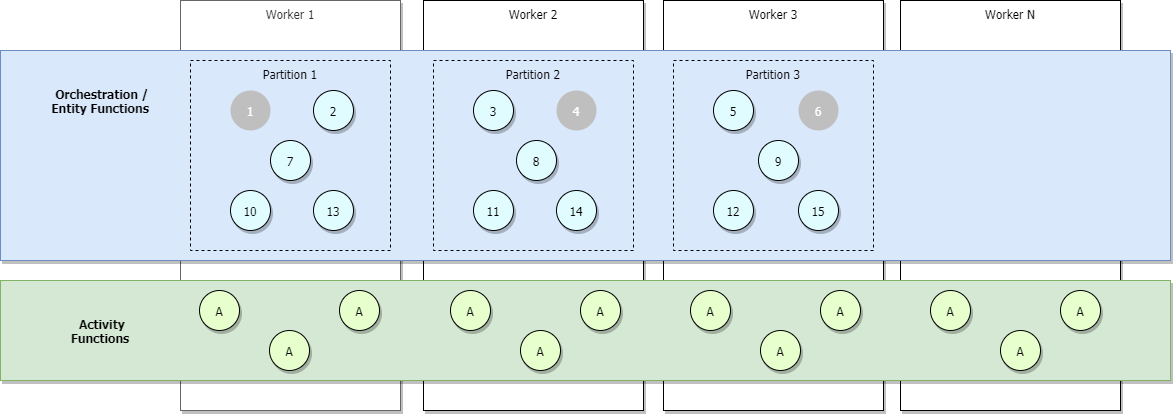 Worker 1
Worker 2
Worker 3
Worker N
Orchestration /
Entity Functions
Partition 1
1
2
7
10
13
Partition 2
3
4
8
11
14
Partition 3
5
6
9
12
15
Activity
Functions
A
A
A
A
A
A
A
A
A
A
A
A